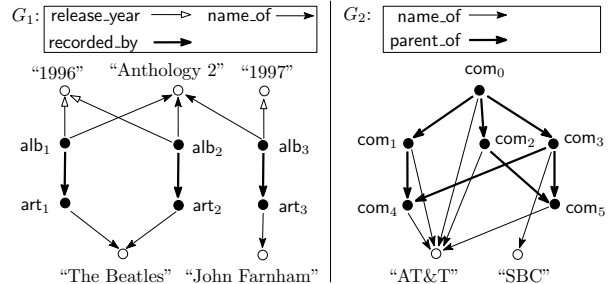 G₁: release_year name_of
recorded_by
"1996" "Anthology 2" "1997"
alb₁ alb₂ alb₃
art₁ art₂ art₃
"The Beatles" "John Farnham"
G₂: name_of
parent_of
com₀
com₁ com₂ com₃
com₄ com₅
"AT&T" "SBC"